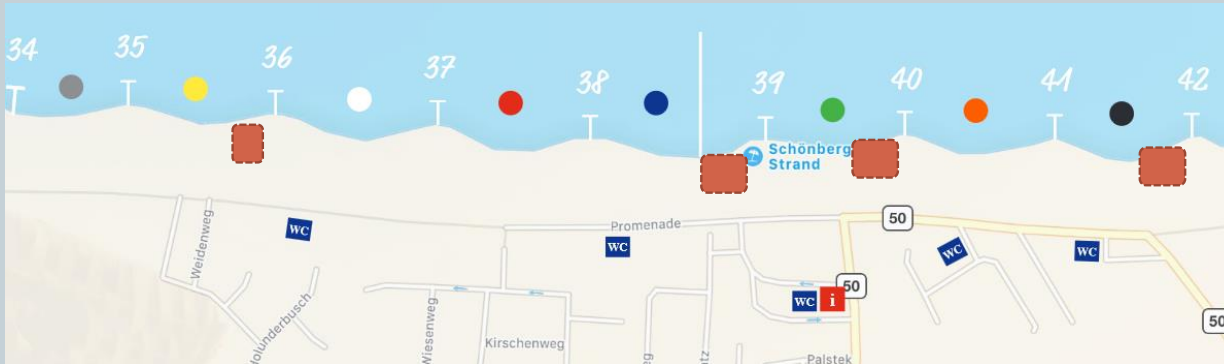 34
35
36
37
38
39
40
41
42
Schönberg
Strand
Promenade
50
WC
WC
WC
WC
Weidenweg
50
WC
i
50
Holunderbusch
Wiesenweg
Kirschenweg
Palstek